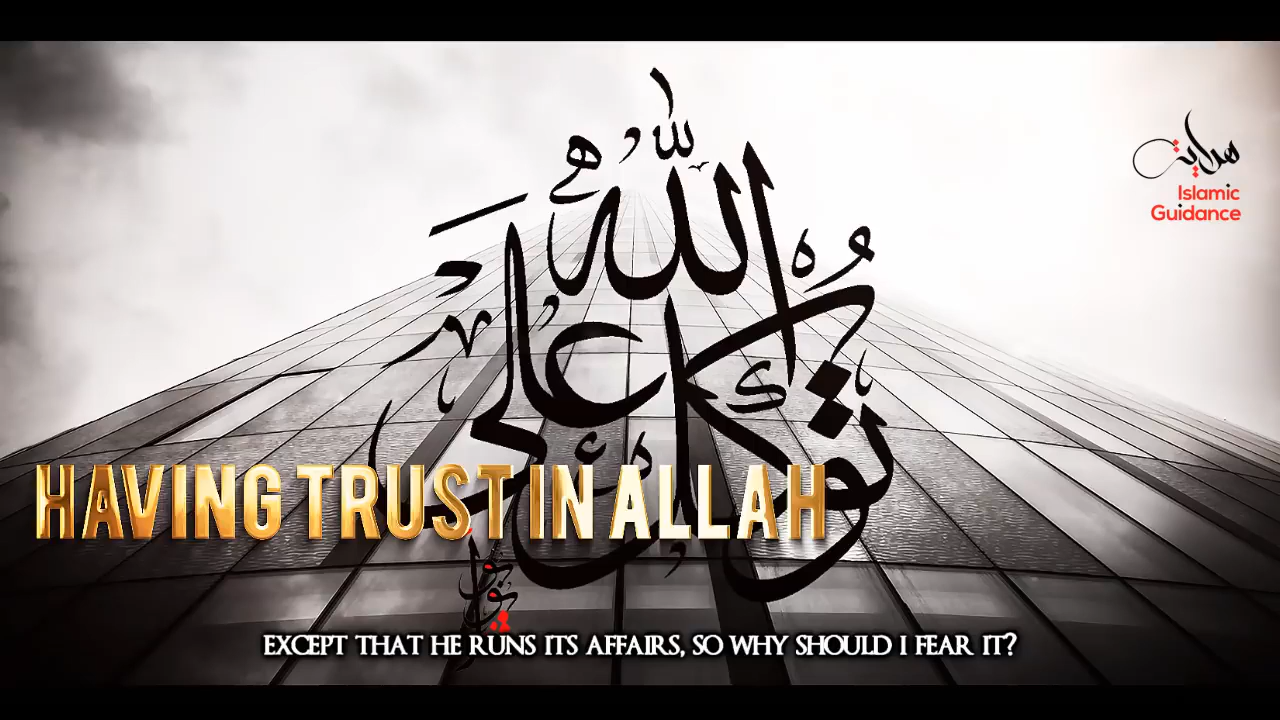 هداية
Islamic
Guidance
توكل على الله
HAVING TRUST IN ALLAH
EXCEPT THAT HE RUNS ITS AFFAIRS, SO WHY SHOULD I FEAR IT?